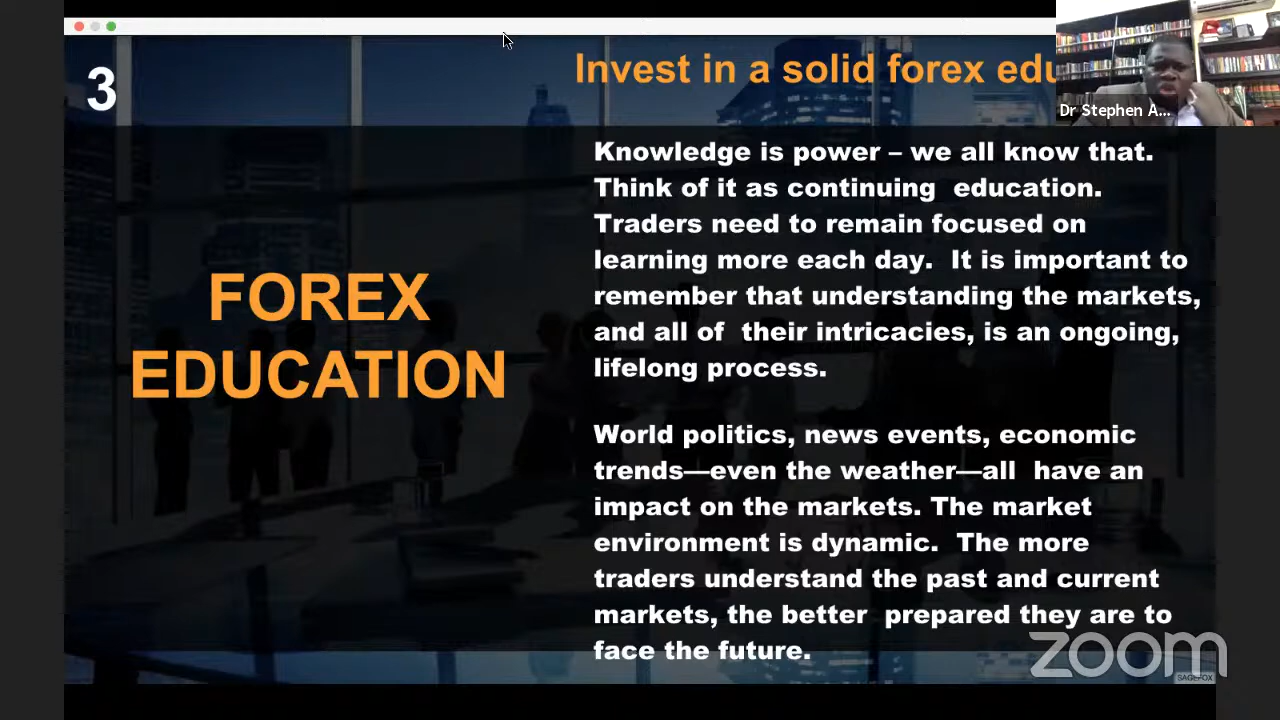 3
Invest in a solid forex edu
Dr Stephen A...
FOREX
EDUCATION
Knowledge is power – we all know that.
Think of it as continuing education.
Traders need to remain focused on
learning more each day. It is important to
remember that understanding the markets,
and all of their intricacies, is an ongoing,
lifelong process.
World politics, news events, economic
trends—even the weather—all have an
impact on the markets. The market
environment is dynamic. The more
traders understand the past and current
markets, the better prepared they are to
face the future.
zoom
SAGEFOX